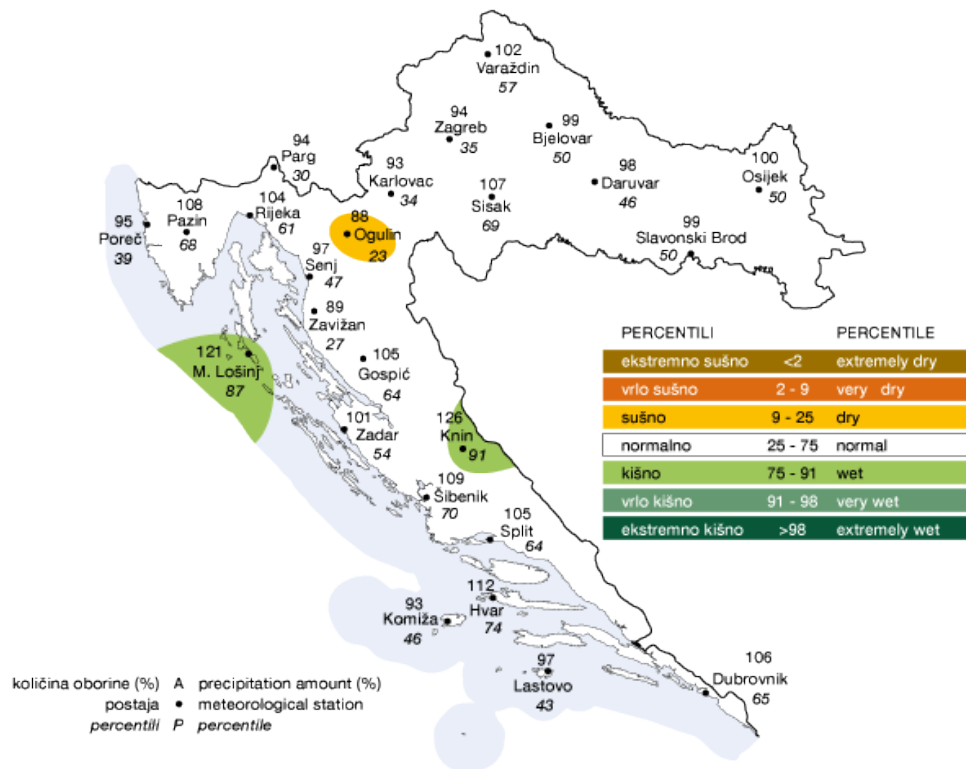 102
Varaždin
57
94
Zagreb
35
99
Bjelovar
50
94
Parg
30
93
Karlovac
34
98
Daruvar
46
100
Osijek
50
107
Sisak
69
108
Pazin
68
104
Rijeka
61
95
Poreč
39
88
Ogulin
23
99
Slavonski Brod
50
97
Senj
47
89
Zavižan
27
105
Gospić
64
121
M. Lošinj
87
101
Zadar
54
126
Knin
91
109
Šibenik
70
105
Split
64
112
Hvar
74
93
Komiža
46
97
Lastovo
43
106
Dubrovnik
65
PERCENTILI PERCENTILE
ekstremno sušno <2 extremely dry
vrlo sušno 2 - 9 very dry
sušno 9 - 25 dry
normalno 25 - 75 normal
kišno 75 - 91 wet
vrlo kišno 91 - 98 very wet
ekstremno kišno >98 extremely wet
količina oborine (%) A precipitation amount (%)
postaja • meteorological station
percentili P percentile